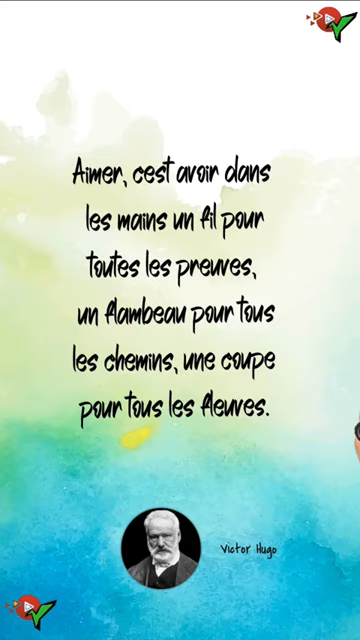 Aimer, cest avoir dans
les mains un fil pour
toutes les preuves,
un flambeau pour tous
les chemins, une coupe
pour tous les fleuves.
Victor Hugo